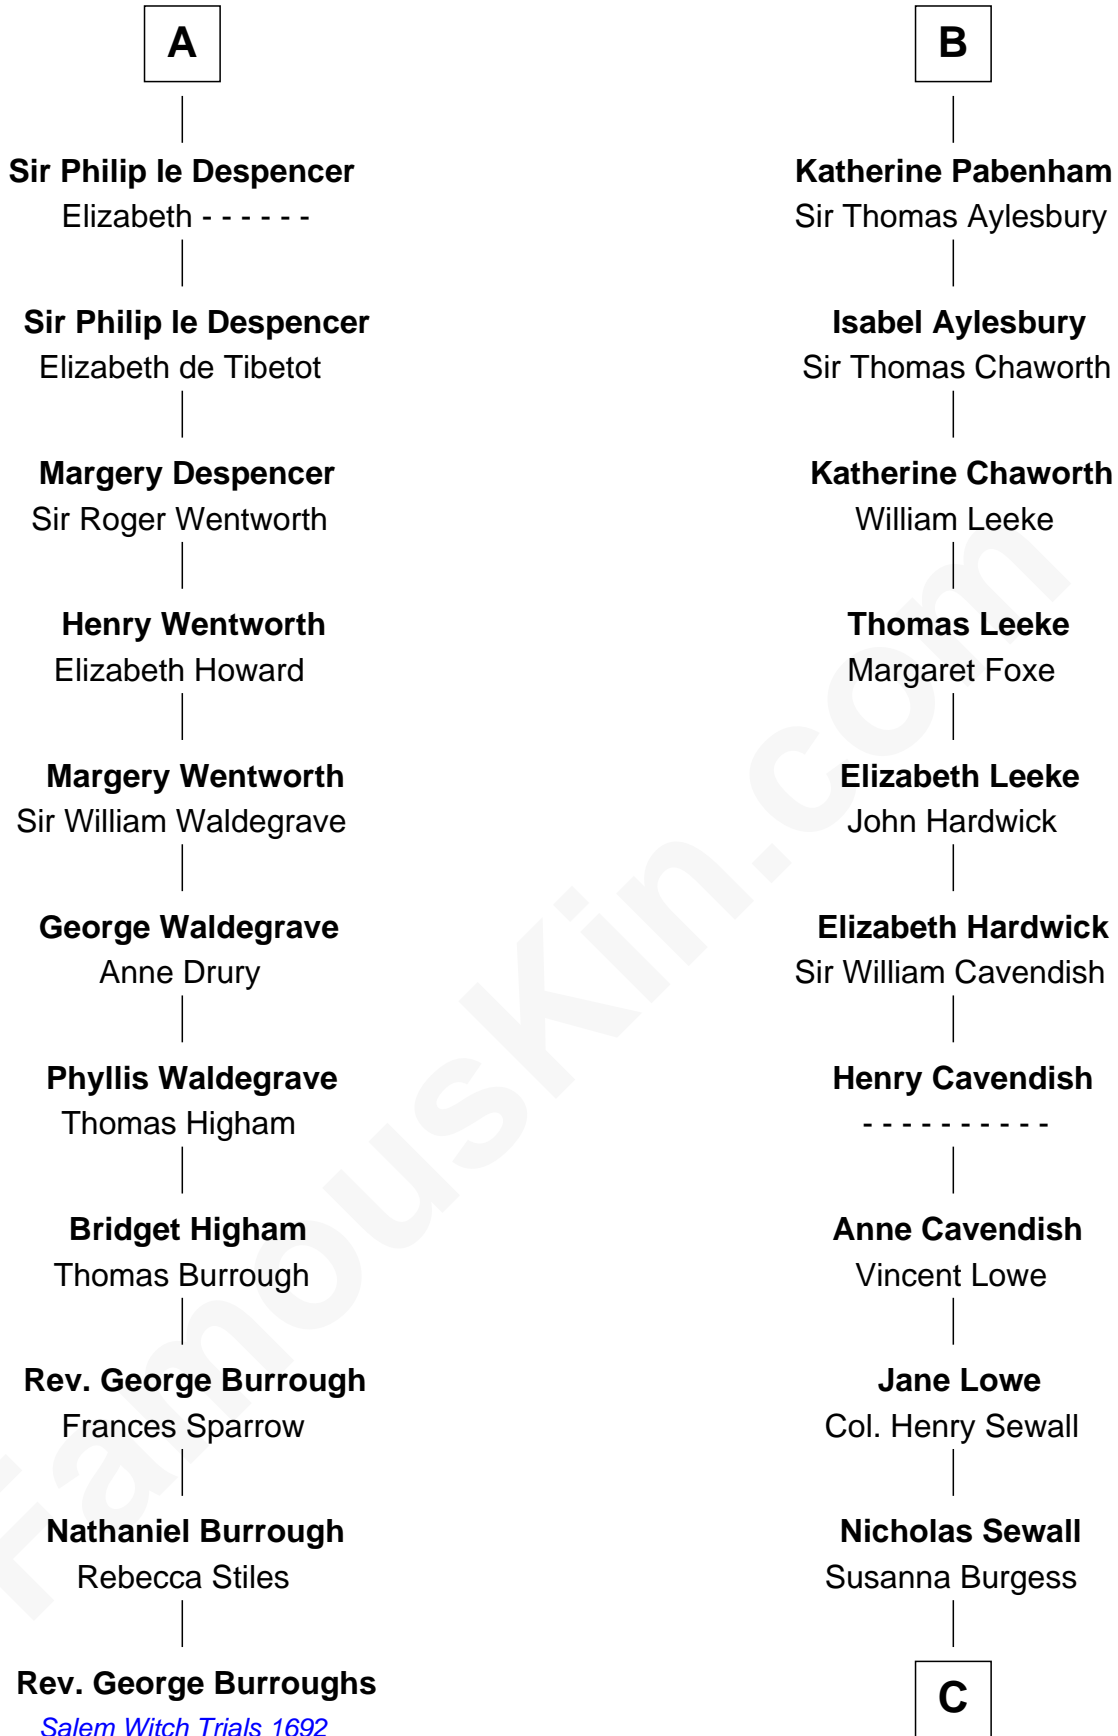 A
Sir Philip le Despencer
Elizabeth - - - - - -
Sir Philip le Despencer
Elizabeth de Tibetot
Margery Despencer
Sir Roger Wentworth
Henry Wentworth
Elizabeth Howard
Margery Wentworth
Sir William Waldegrave
George Waldegrave
Anne Drury
Phyllis Waldegrave
Thomas Higham
Bridget Higham
Thomas Burrough
Rev. George Burrough
Frances Sparrow
Nathaniel Burrough
Rebecca Stiles
Rev. George Burroughs
Salem Witch Trials 1692
B
Katherine Pabenham
Sir Thomas Aylesbury
Isabel Aylesbury
Sir Thomas Chaworth
Katherine Chaworth
William Leeke
Thomas Leeke
Margaret Foxe
Elizabeth Leeke
John Hardwick
Elizabeth Hardwick
Sir William Cavendish
Henry Cavendish
- - - - - - - - - -
Anne Cavendish
Vincent Lowe
Jane Lowe
Col. Henry Sewall
Nicholas Sewall
Susanna Burgess
C
FamousKin.com